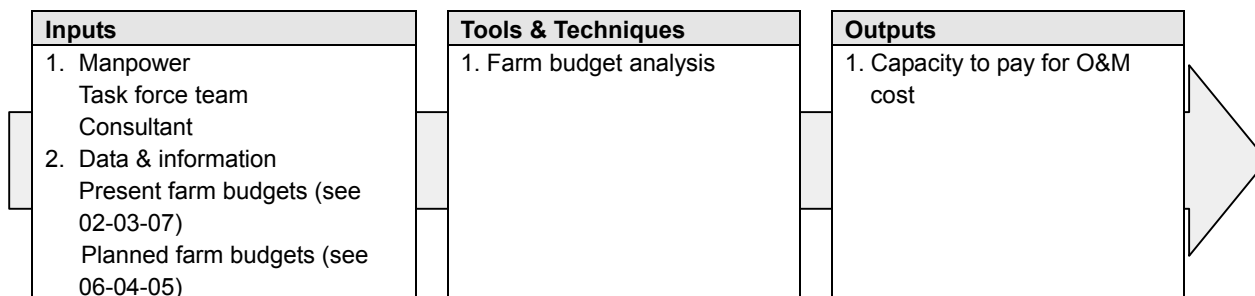 Inputs
1. Manpower
Task force team
Consultant
2. Data & information
Present farm budgets (see
02-03-07)
Planned farm budgets (see
06-04-05)
Tools & Techniques
1. Farm budget analysis
Outputs
1. Capacity to pay for O&M
cost